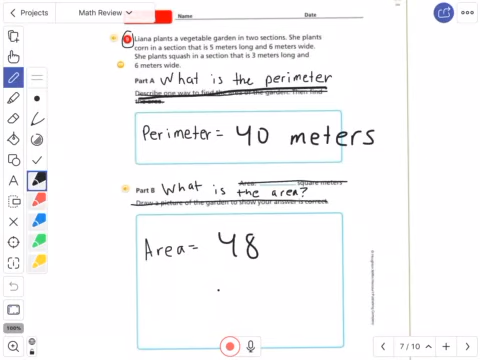 Projects
Math Review
Name
Date
Liana plants a vegetable garden in two sections. She plants
corn in a section that is 5 meters long and 6 meters wide.
She plants squash in a section that is 3 meters long and
6 meters wide.
Part A What is the perimeter
Describe one way to find the area of the garden. Then find
the area.
Perimeter = 40 meters
Area: square meters
Part B What is the area?
Draw a picture of the garden to show your answer is correct.
Area= 48
100%
7 / 10